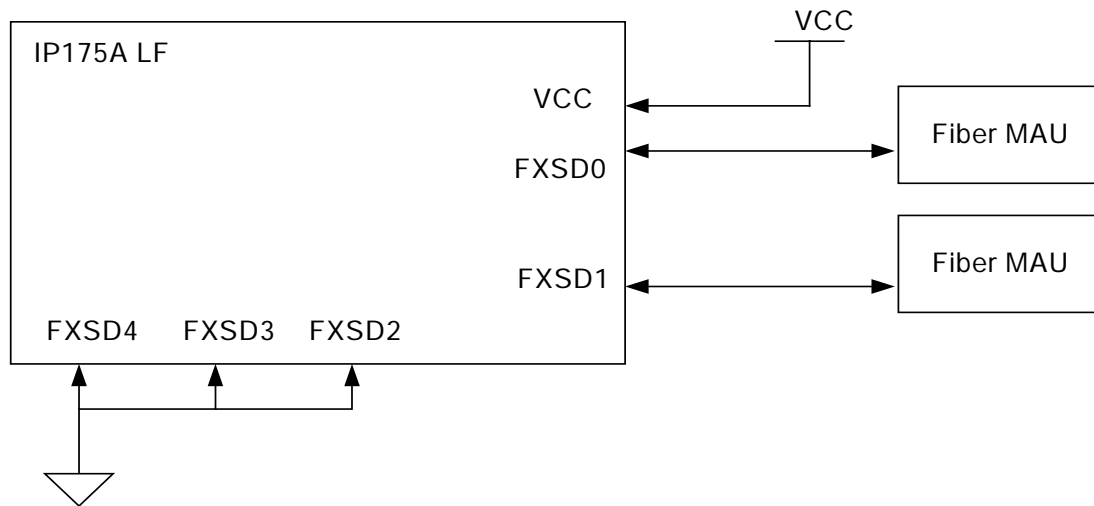 VCC
IP175A LF
VCC
Fiber MAU
FXSD0
Fiber MAU
FXSD1
FXSD4 FXSD3 FXSD2